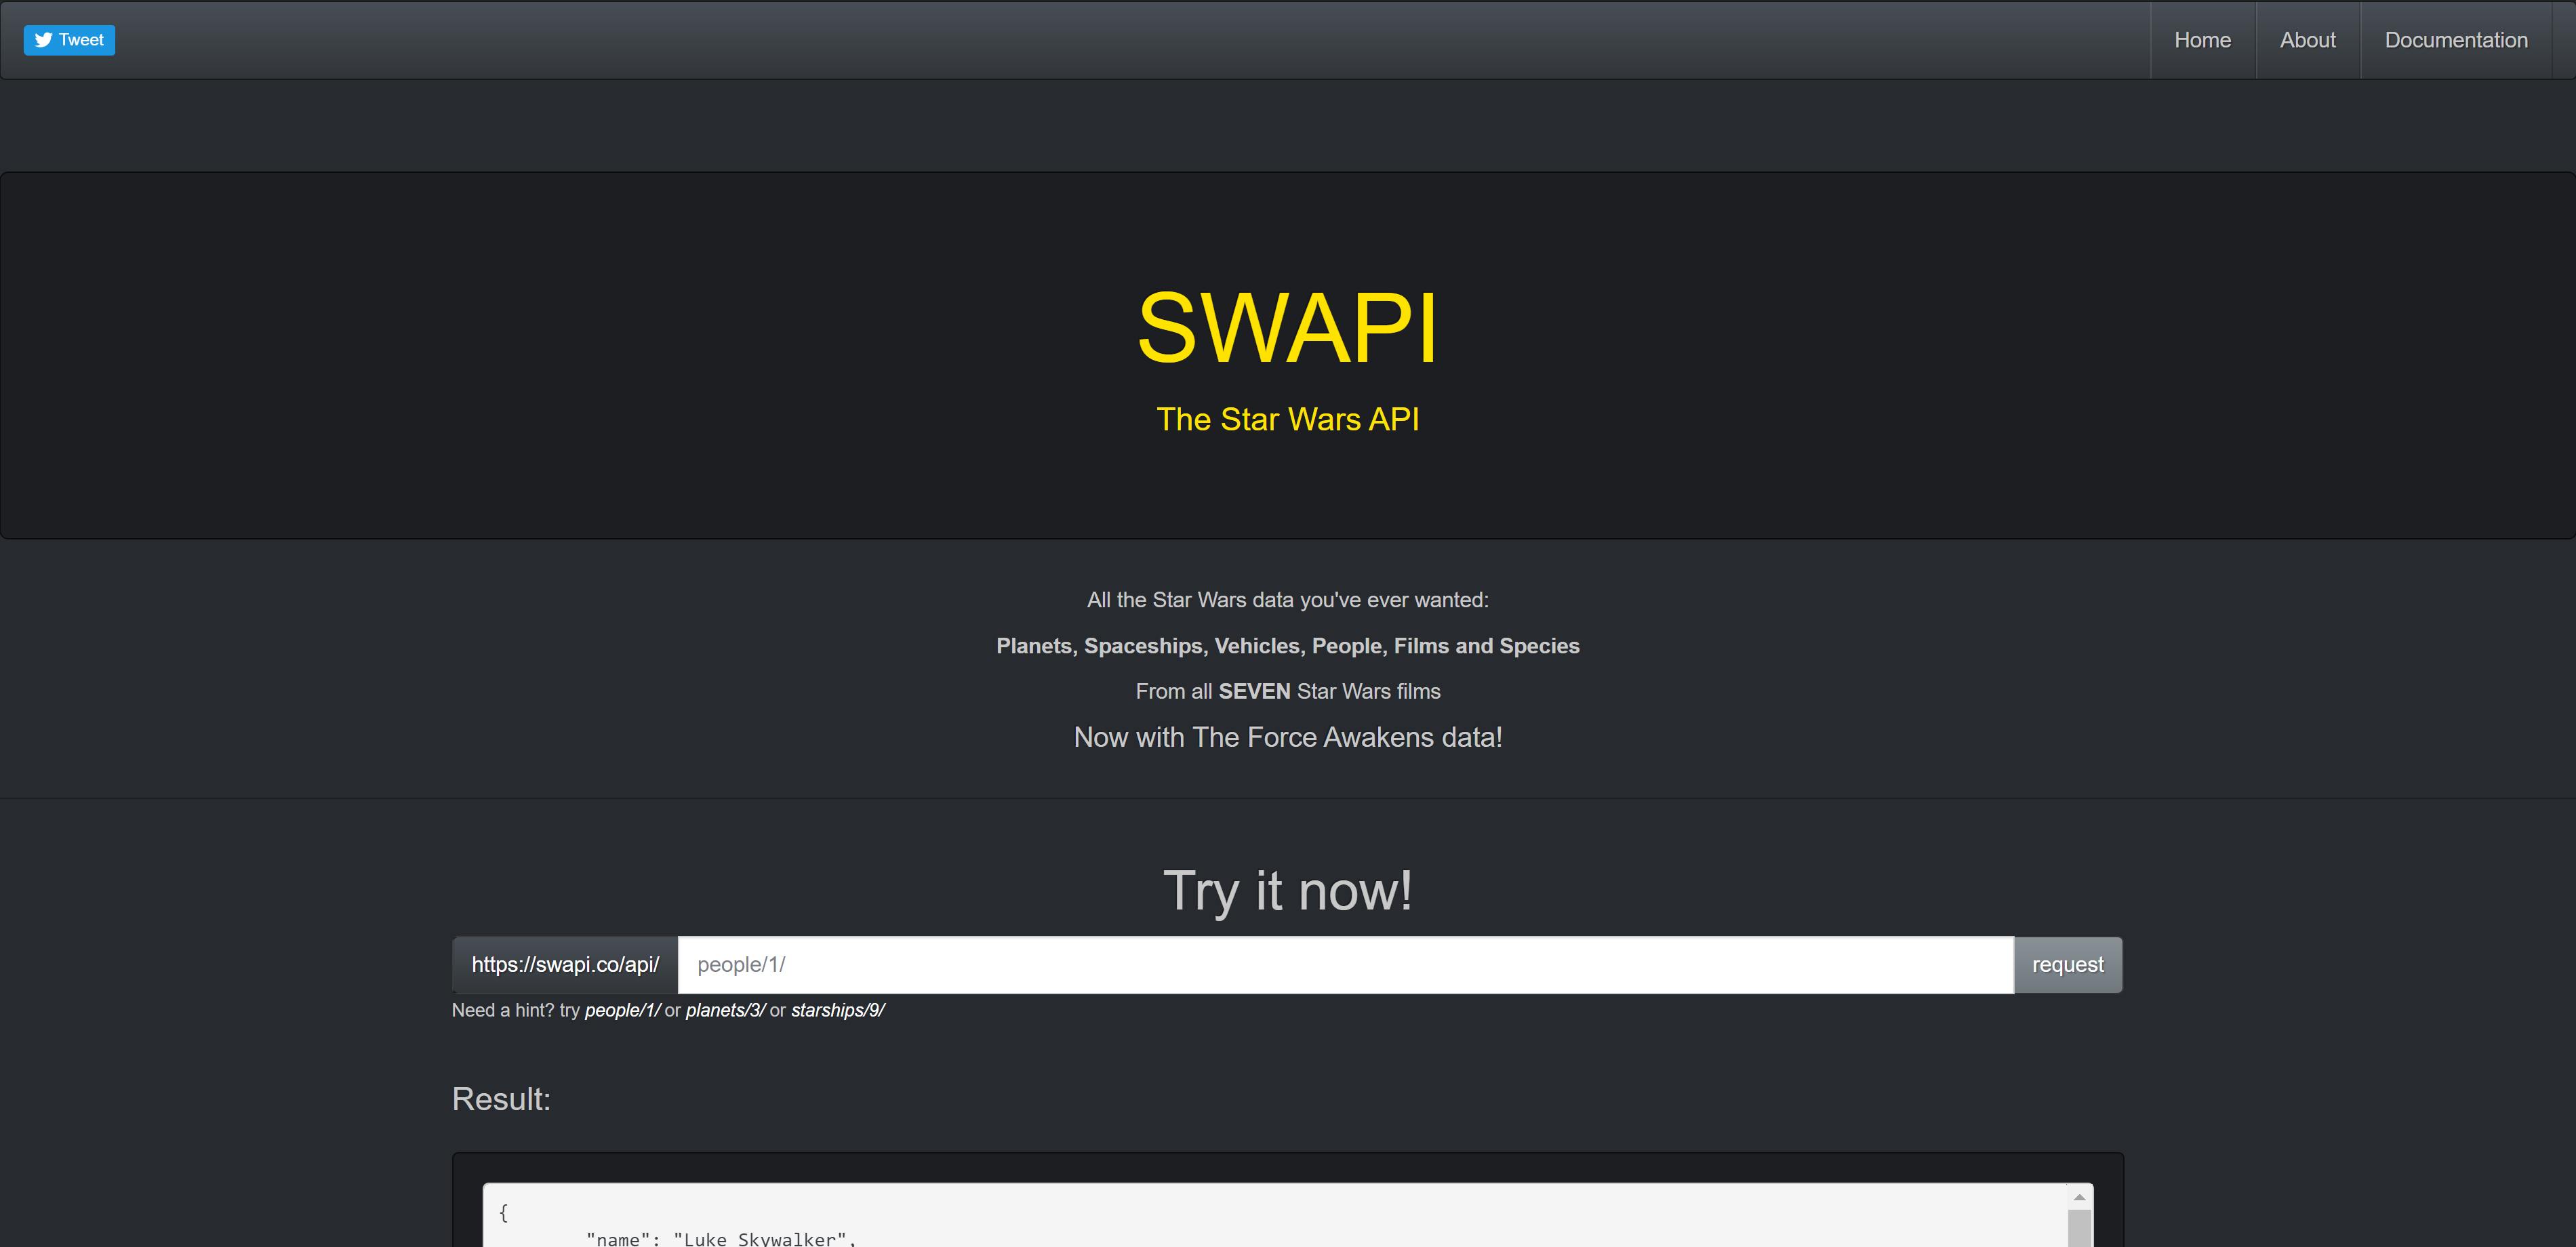 Tweet
Home About Documentation
SWAPI
The Star Wars API
All the Star Wars data you've ever wanted:
Planets, Spaceships, Vehicles, People, Films and Species
From all SEVEN Star Wars films
Now with The Force Awakens data!
Try it now!
https://swapi.co/api/ people/1/ request
Need a hint? try people/1/ or planets/3/ or starships/9/
Result:
{
"name": "Luke Skywalker",